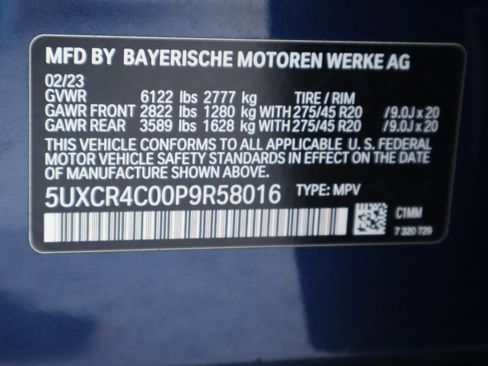 MFD BY BAYERISCHE MOTOREN WERKE AG
02/23
GVWR 6122 lbs 2777 kg TIRE / RIM
GAWR FRONT 2822 lbs 1280 kg WITH 275/45 R20 / 9.0J x 20
GAWR REAR 3589 lbs 1628 kg WITH 275/45 R20 / 9.0J x 20
THIS VEHICLE CONFORMS TO ALL APPLICABLE U.S. FEDERAL
MOTOR VEHICLE SAFETY STANDARDS IN EFFECT ON THE DATE
OF MANUFACTURE SHOWN ABOVE.
5UXCR4C00P9R58016 TYPE: MPV
C1MM
7 320 729